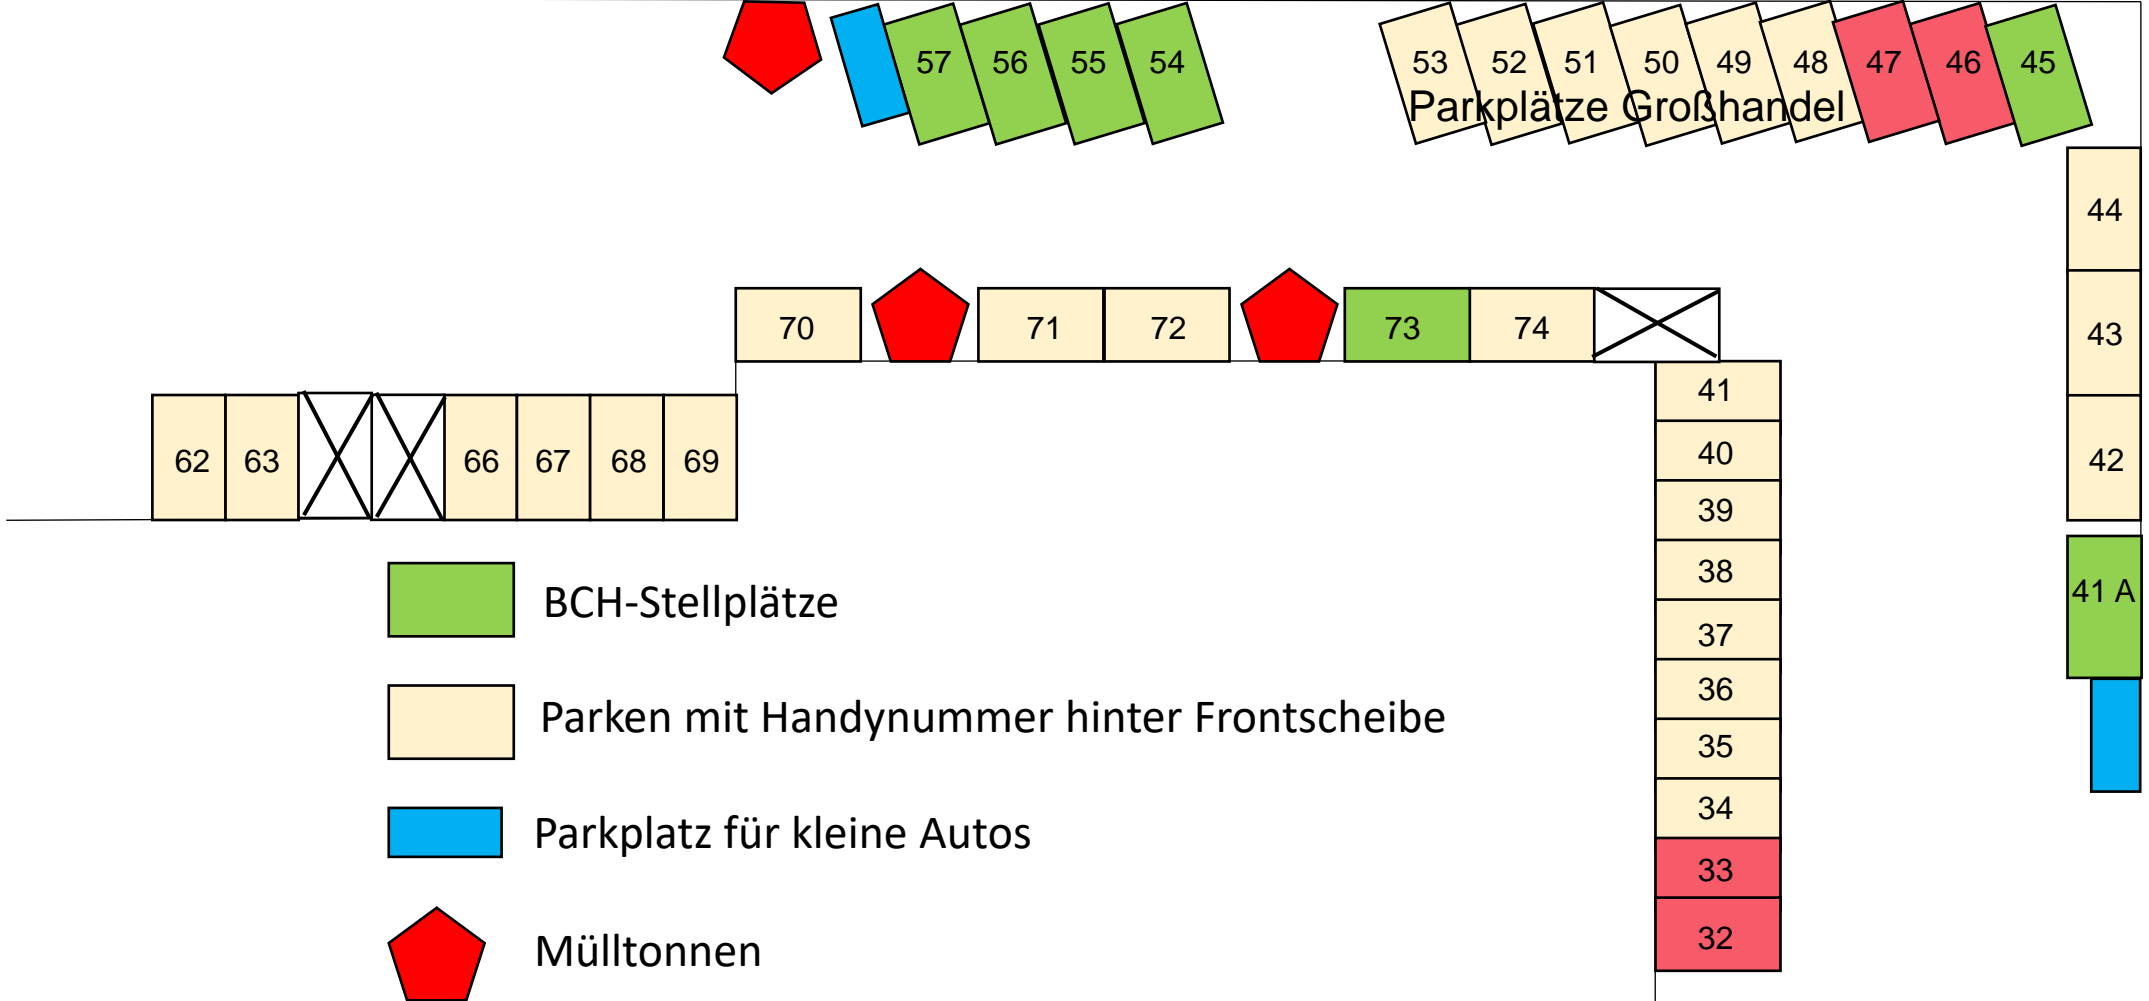 57 56 55 54 53 52 51 50 49 48 47 46 45
Parkplätze Großhandel
44
70 71 72 73 74 43
41
62 63 66 67 68 69 40 42
39
38
BCH-Stellplätze 41 A
37
36
Parken mit Handynummer hinter Frontscheibe
35
34
Parkplatz für kleine Autos
33
32
Mülltonnen